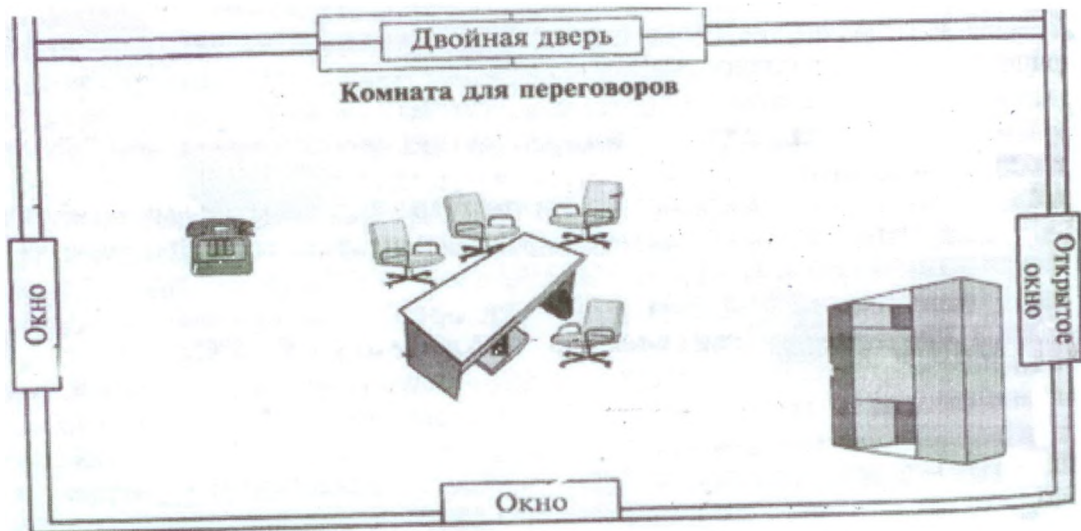 Двойная дверь
Комната для переговоров
Окно
Открытое
окно
Окно